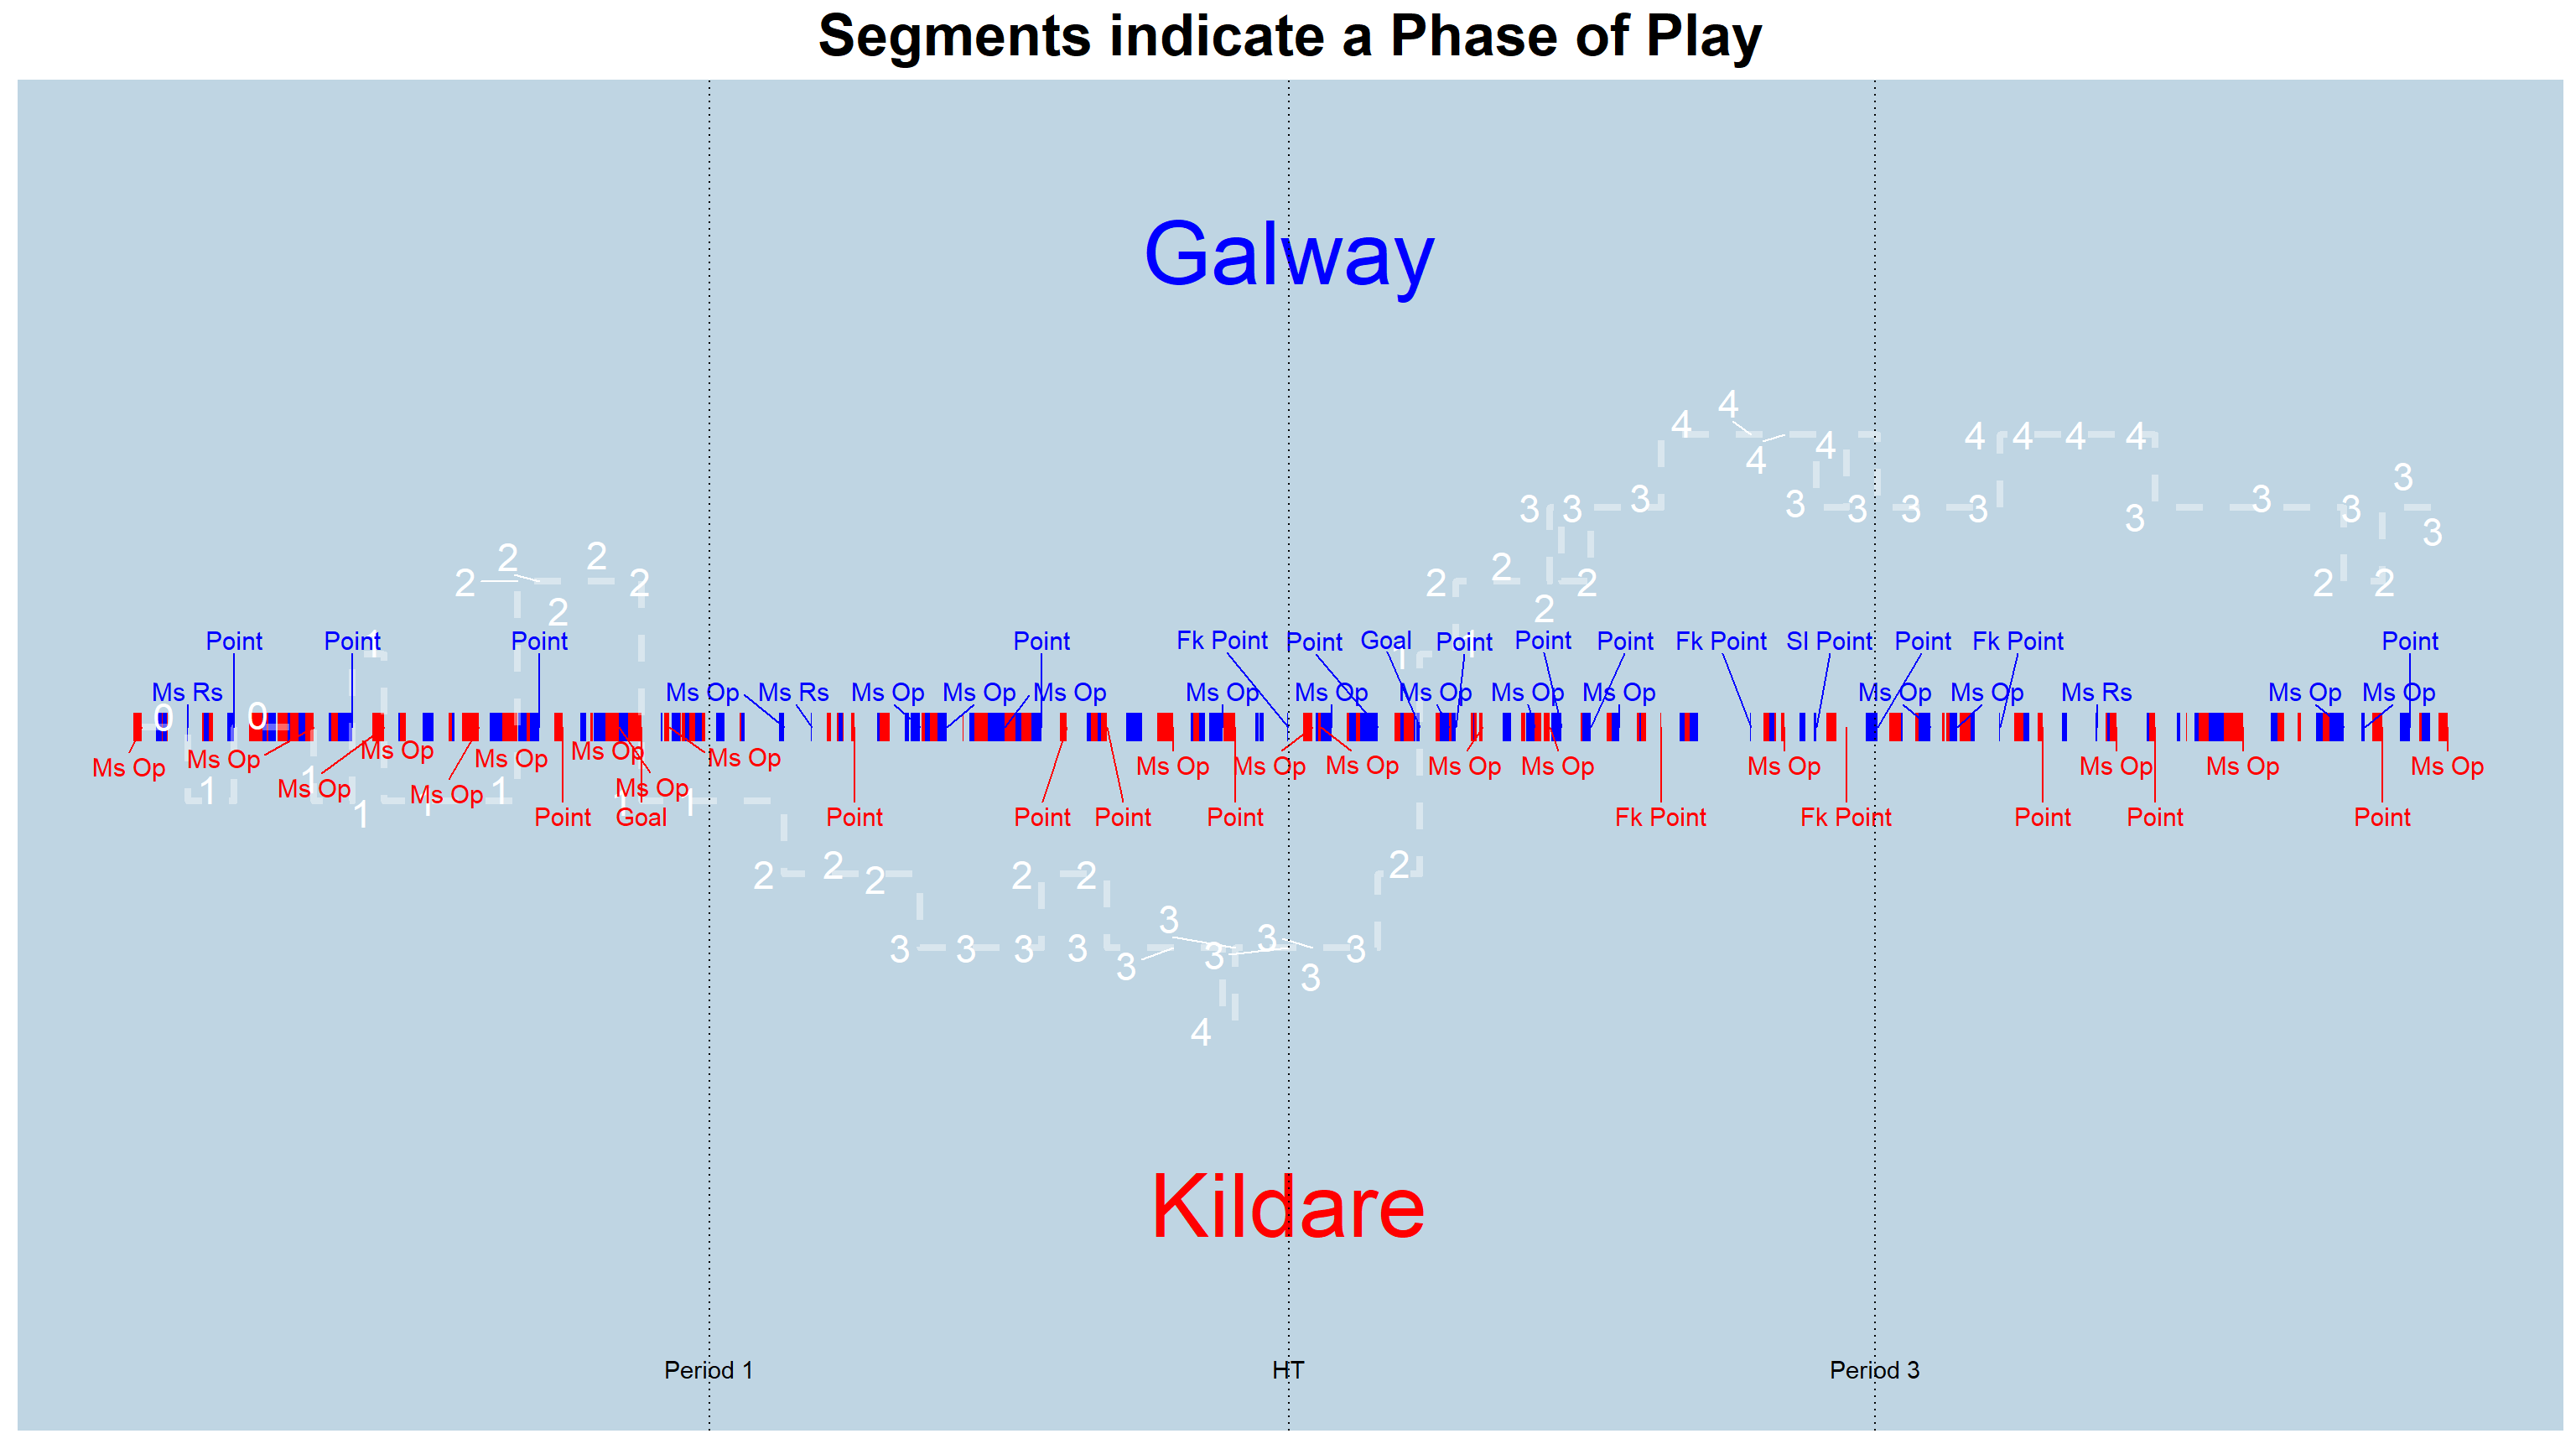 Segments indicate a Phase of Play
Galway
4
4 4 4 4 4 4 4
3 3 3 3 3 3 3 3 3 3 3 3
2 2 2 2 2 2 2 2 2 2 2
Point Point Point Point Fk Point Point Goal Point Point Point Fk Point Sl Point Point Fk Point Point
1 1 1
Ms Rs Ms Op Ms Rs Ms Op Ms Op Ms Op Ms Op Ms Op Ms Op Ms Op Ms Op Ms Op Ms Op Ms Rs Ms Op Ms Op
0 0
Ms Op Ms Op Ms Op Ms Op Ms Op Ms Op Ms Op Ms Op Ms Op Ms Op Ms Op Ms Op Ms Op Ms Op Ms Op Ms Op Ms Op Ms Op
1 1 1 1 1 1 1
Point Goal Point Point Point Point Fk Point Fk Point Point Point Point
2 2 2 2 2 2
3 3 3 3 3 3 3 3 3 3
4
Kildare
Period 1 HT Period 3